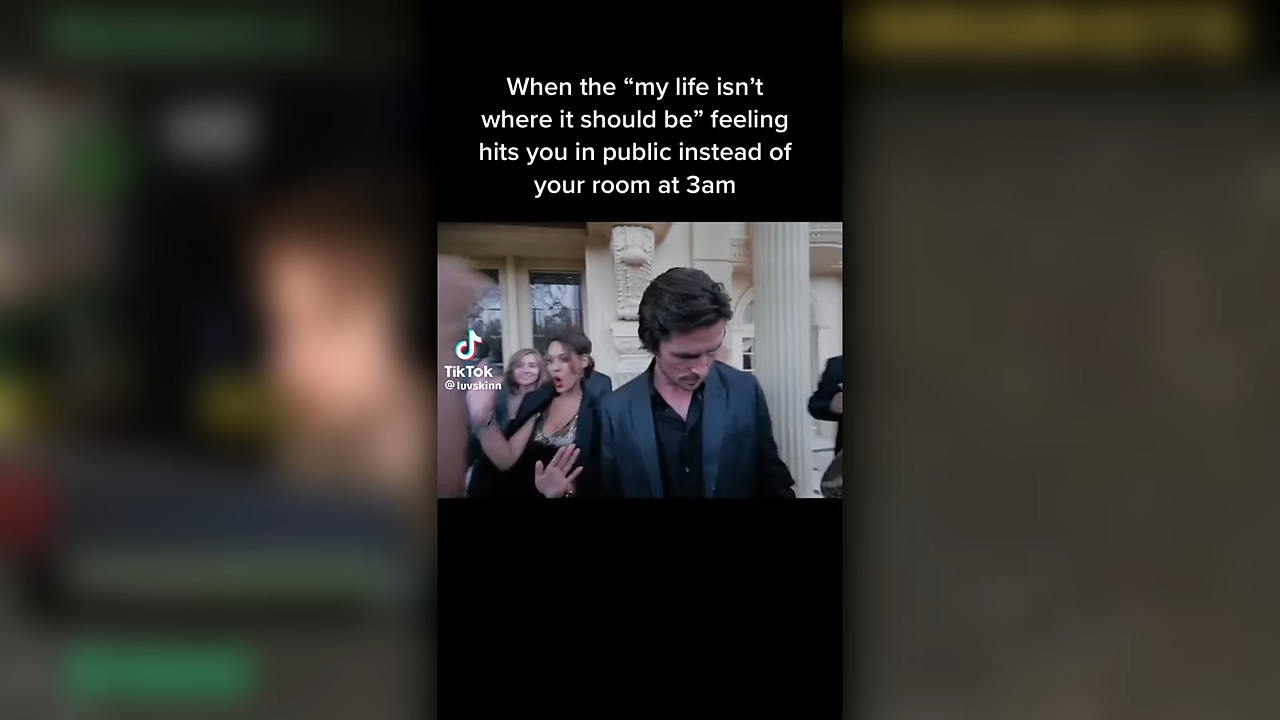 When the “my life isn’t
where it should be” feeling
hits you in public instead of
your room at 3am
TikTok
@luvskinn